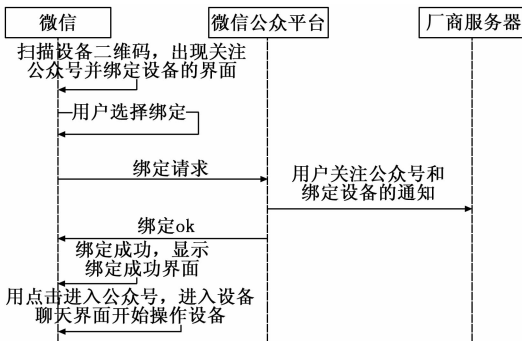 微信
微信公众平台
厂商服务器
扫描设备二维码，出现关注
公众号并绑定设备的界面
用户选择绑定
绑定请求
用户关注公众号和
绑定设备的通知
绑定ok
绑定成功，显示
绑定成功界面
用点击进入公众号，进入设备
聊天界面开始操作设备